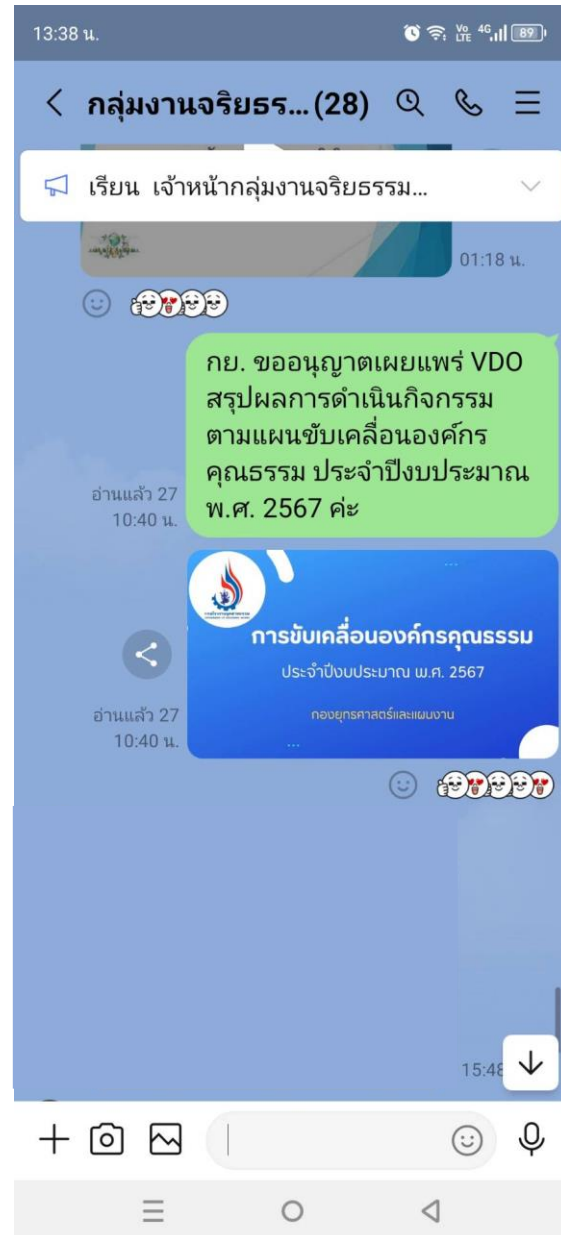 13:38 น.
Vo LTE 4G 89
กลุ่มงานจริยธร... (28)
เรียน เจ้าหน้ากลุ่มงานจริยธรรม...
01:18 น.
กย. ขออนุญาตเผยแพร่ VDO
สรุปผลการดำเนินกิจกรรม
ตามแผนขับเคลื่อนองค์กร
คุณธรรม ประจำปีงบประมาณ
พ.ศ. 2567 ค่ะ
อ่านแล้ว 27
10:40 น.
การขับเคลื่อนองค์กรคุณธรรม
ประจำปีงบประมาณ พ.ศ. 2567
กองยุทธศาสตร์และแผนงาน
อ่านแล้ว 27
10:40 น.
15:48